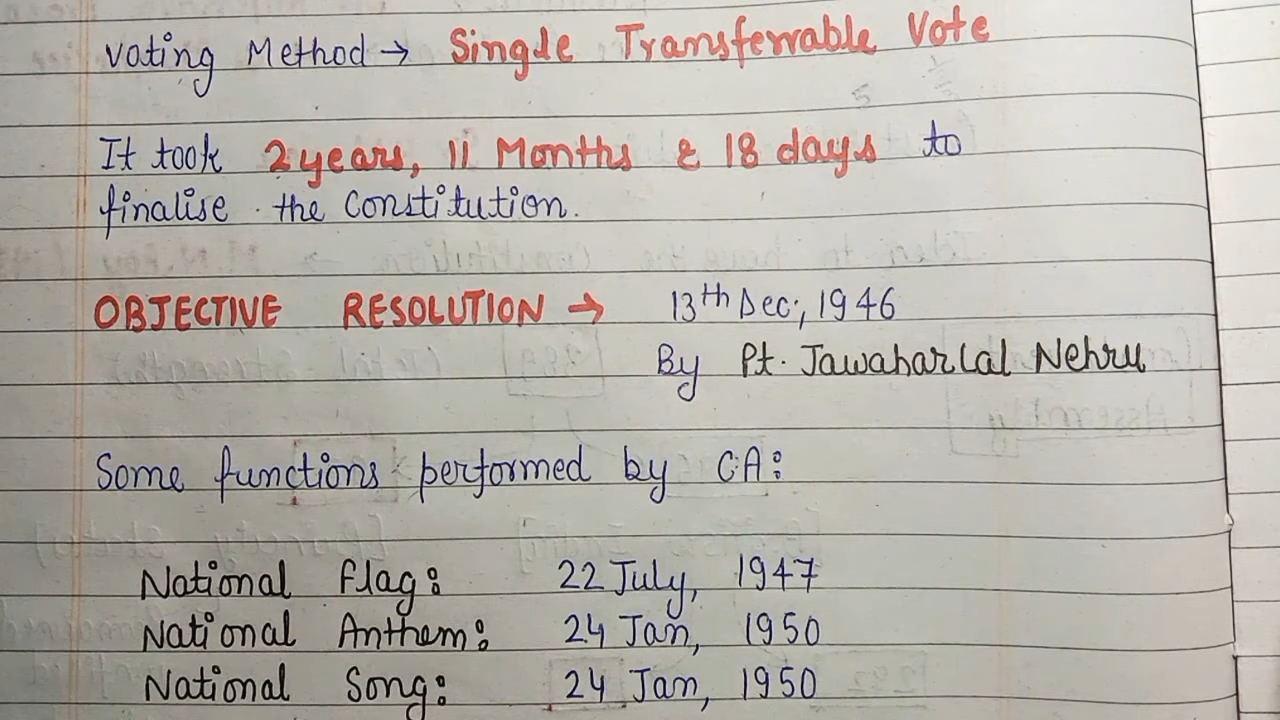 Voting Method → Single Transferrable Vote
It took 2 years, 11 Months & 18 days to
finalise the Constitution.
OBJECTIVE RESOLUTION → 13th Dec, 1946
By Pt. Jawaharlal Nehru
Some functions performed by C.A:
National Flag: 22 July, 1947
National Anthem: 24 Jan, 1950
National Song: 24 Jan, 1950